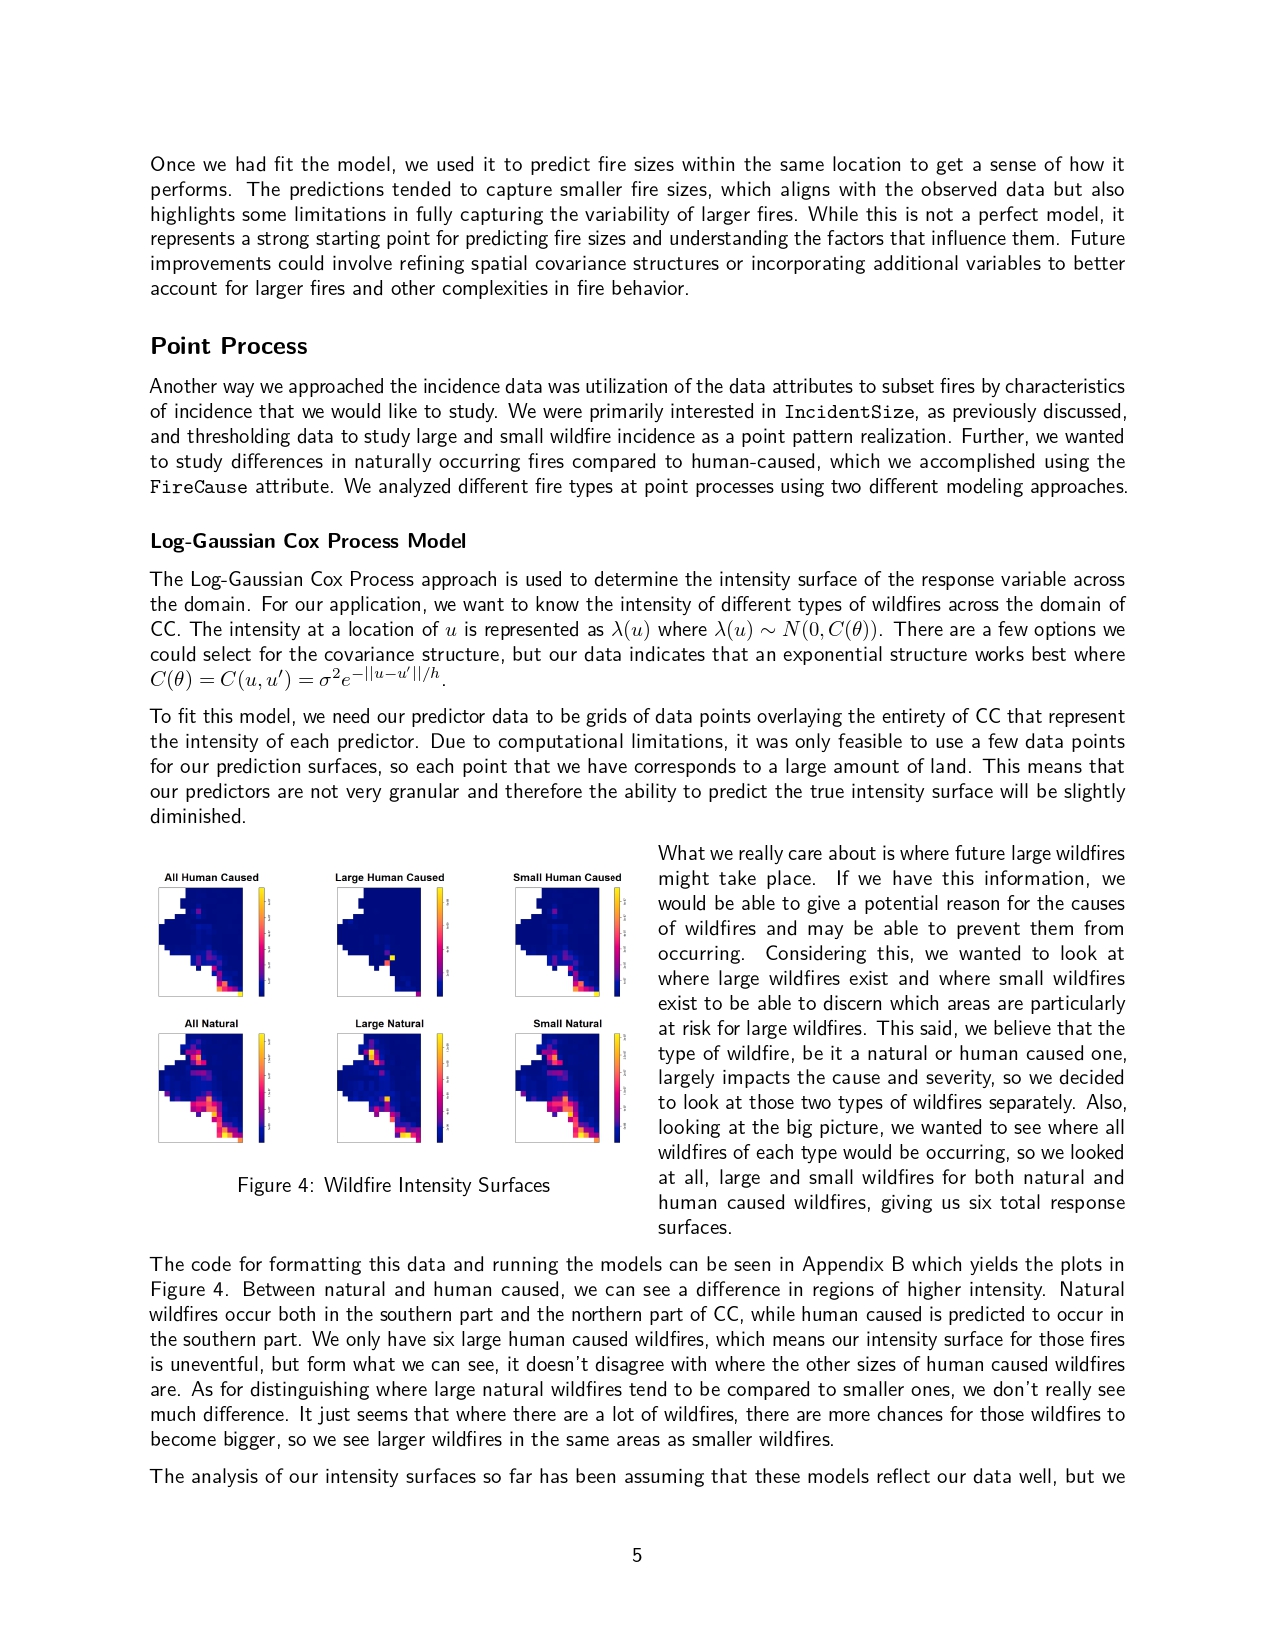 Once we had fit the model, we used it to predict fire sizes within the same location to get a sense of how it
performs. The predictions tended to capture smaller fire sizes, which aligns with the observed data but also
highlights some limitations in fully capturing the variability of larger fires. While this is not a perfect model, it
represents a strong starting point for predicting fire sizes and understanding the factors that influence them. Future
improvements could involve refining spatial covariance structures or incorporating additional variables to better
account for larger fires and other complexities in fire behavior.
Point Process
Another way we approached the incidence data was utilization of the data attributes to subset fires by characteristics
of incidence that we would like to study. We were primarily interested in IncidentSize, as previously discussed,
and thresholding data to study large and small wildfire incidence as a point pattern realization. Further, we wanted
to study differences in naturally occurring fires compared to human-caused, which we accomplished using the
FireCause attribute. We analyzed different fire types at point processes using two different modeling approaches.
Log-Gaussian Cox Process Model
The Log-Gaussian Cox Process approach is used to determine the intensity surface of the response variable across
the domain. For our application, we want to know the intensity of different types of wildfires across the domain of
CC. The intensity at a location of u is represented as λ(u) where λ(u) ∼ N(0, C(θ)). There are a few options we
could select for the covariance structure, but our data indicates that an exponential structure works best where
C(θ) = C(u, u′) = σ²e^{−||u−u′||/h}.
To fit this model, we need our predictor data to be grids of data points overlaying the entirety of CC that represent
the intensity of each predictor. Due to computational limitations, it was only feasible to use a few data points
for our prediction surfaces, so each point that we have corresponds to a large amount of land. This means that
our predictors are not very granular and therefore the ability to predict the true intensity surface will be slightly
diminished.
All Human Caused
Large Human Caused
Small Human Caused
All Natural
Large Natural
Small Natural
Figure 4: Wildfire Intensity Surfaces
What we really care about is where future large wildfires
might take place. If we have this information, we
would be able to give a potential reason for the causes
of wildfires and may be able to prevent them from
occurring. Considering this, we wanted to look at
where large wildfires exist and where small wildfires
exist to be able to discern which areas are particularly
at risk for large wildfires. This said, we believe that the
type of wildfire, be it a natural or human caused one,
largely impacts the cause and severity, so we decided
to look at those two types of wildfires separately. Also,
looking at the big picture, we wanted to see where all
wildfires of each type would be occurring, so we looked
at all, large and small wildfires for both natural and
human caused wildfires, giving us six total response
surfaces.
The code for formatting this data and running the models can be seen in Appendix B which yields the plots in
Figure 4. Between natural and human caused, we can see a difference in regions of higher intensity. Natural
wildfires occur both in the southern part and the northern part of CC, while human caused is predicted to occur in
the southern part. We only have six large human caused wildfires, which means our intensity surface for those fires
is uneventful, but form what we can see, it doesn't disagree with where the other sizes of human caused wildfires
are. As for distinguishing where large natural wildfires tend to be compared to smaller ones, we don't really see
much difference. It just seems that where there are a lot of wildfires, there are more chances for those wildfires to
become bigger, so we see larger wildfires in the same areas as smaller wildfires.
The analysis of our intensity surfaces so far has been assuming that these models reflect our data well, but we
5